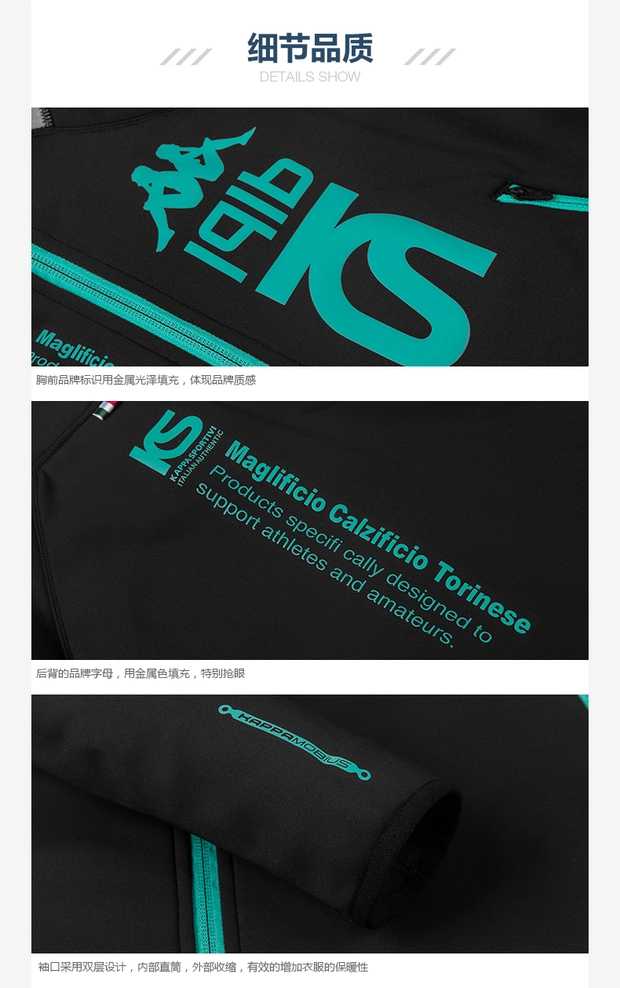 细节品质
DETAILS SHOW
1916
KS
Maglificio
胸前品牌标识用金属光泽填充，体现品牌质感
KS
KAPPASPORTIVI
ITALIAN AUTHENTIC
Maglificio Calzificio Torinese
Products specifi cally designed to
support athletes and amateurs.
后背的品牌字母，用金属色填充，特别抢眼
KAPPAMOBIUS
袖口采用双层设计，内部直筒，外部收缩，有效的增加衣服的保暖性